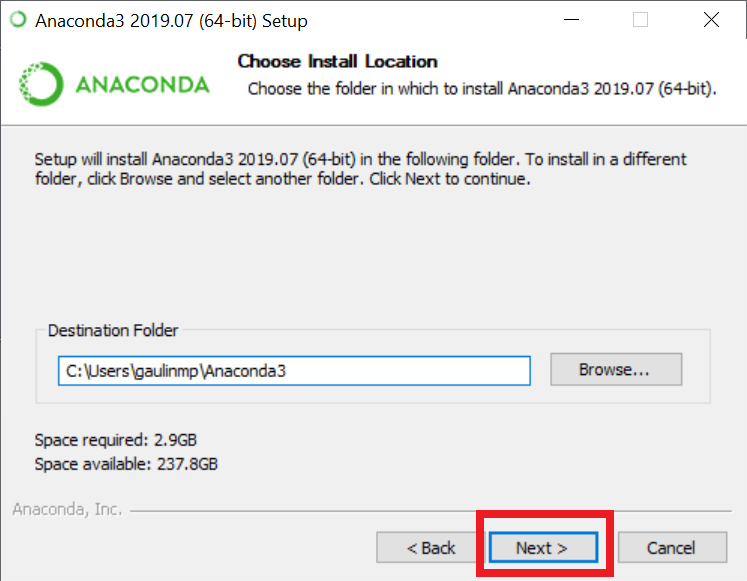 Anaconda3 2019.07 (64-bit) Setup
ANACONDA
Choose Install Location
Choose the folder in which to install Anaconda3 2019.07 (64-bit).
Setup will install Anaconda3 2019.07 (64-bit) in the following folder. To install in a different
folder, click Browse and select another folder. Click Next to continue.
Destination Folder
C:\Users\gaulinmp\Anaconda3
Browse...
Space required: 2.9GB
Space available: 237.8GB
Anaconda, Inc.
< Back
Next >
Cancel